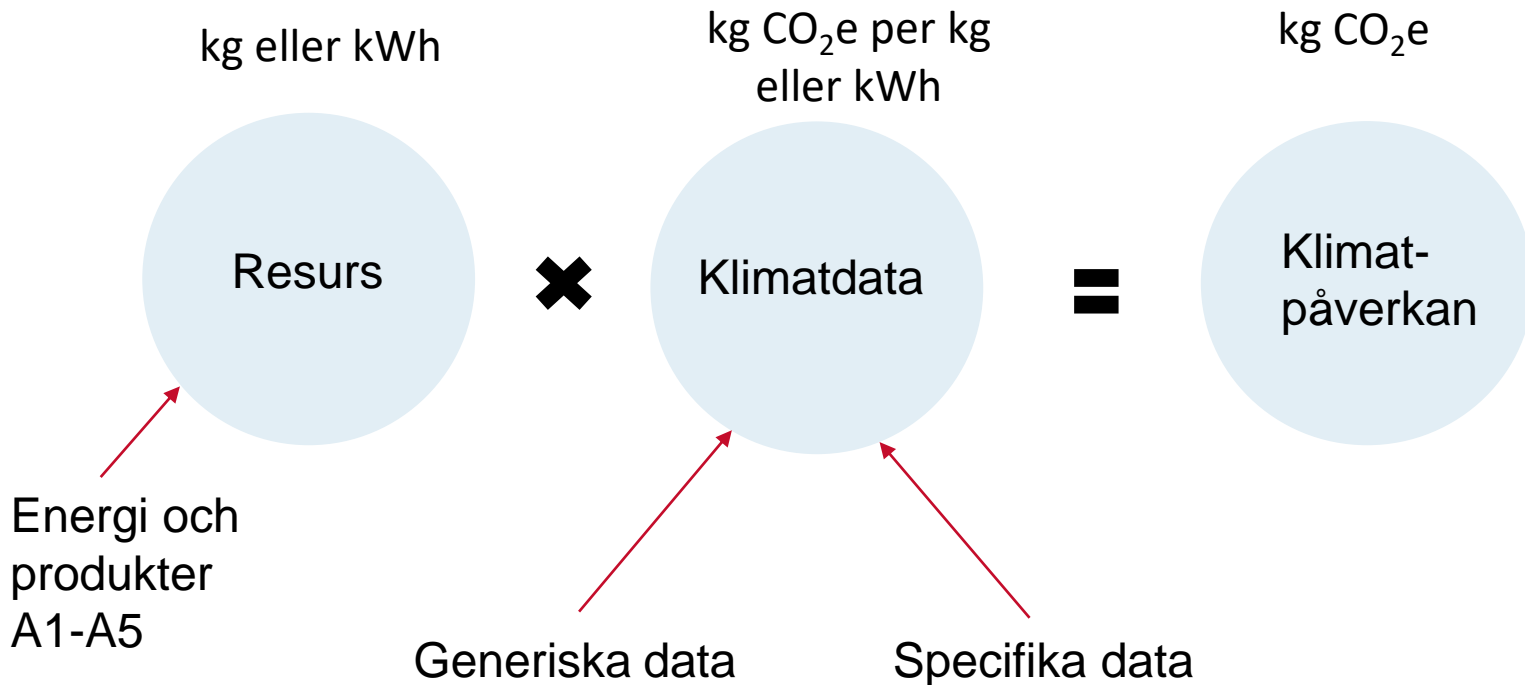 kg eller kWh
kg CO₂e per kg
eller kWh
kg CO₂e
Resurs
✖
Klimatdata
=
Klimat-
påverkan
Energi och
produkter
A1-A5
Generiska data
Specifika data